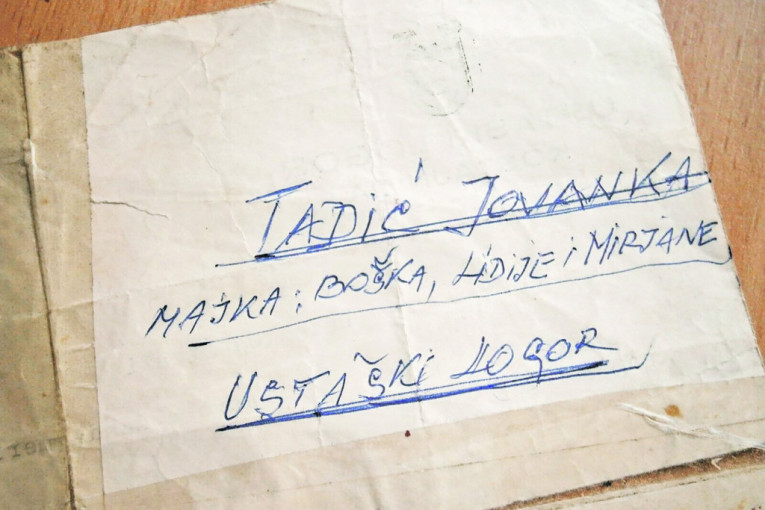 TADIĆ JOVANKA
MAJKA: BOŠKA, LIDIJE i MIRJANE
USTAŠKI LOGOR